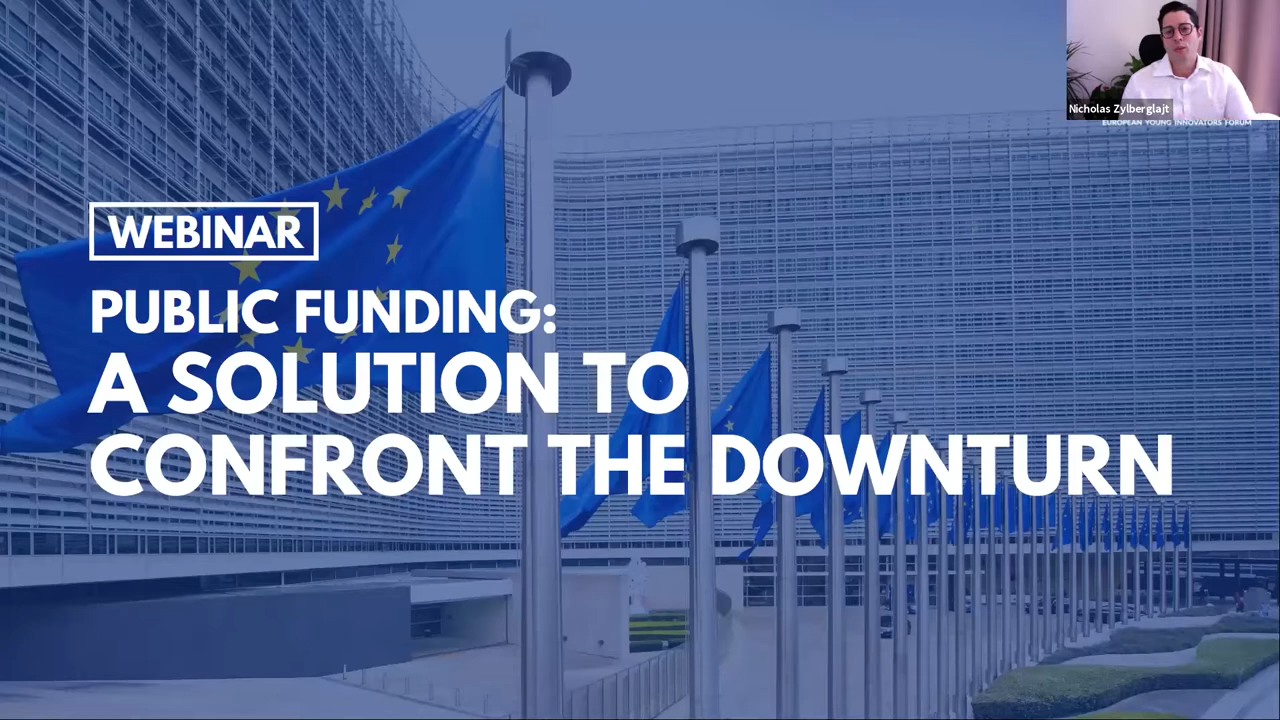 Nicholas Zylberglajt
EUROPEAN YOUNG INNOVATORS FORUM
WEBINAR
PUBLIC FUNDING:
A SOLUTION TO
CONFRONT THE DOWNTURN